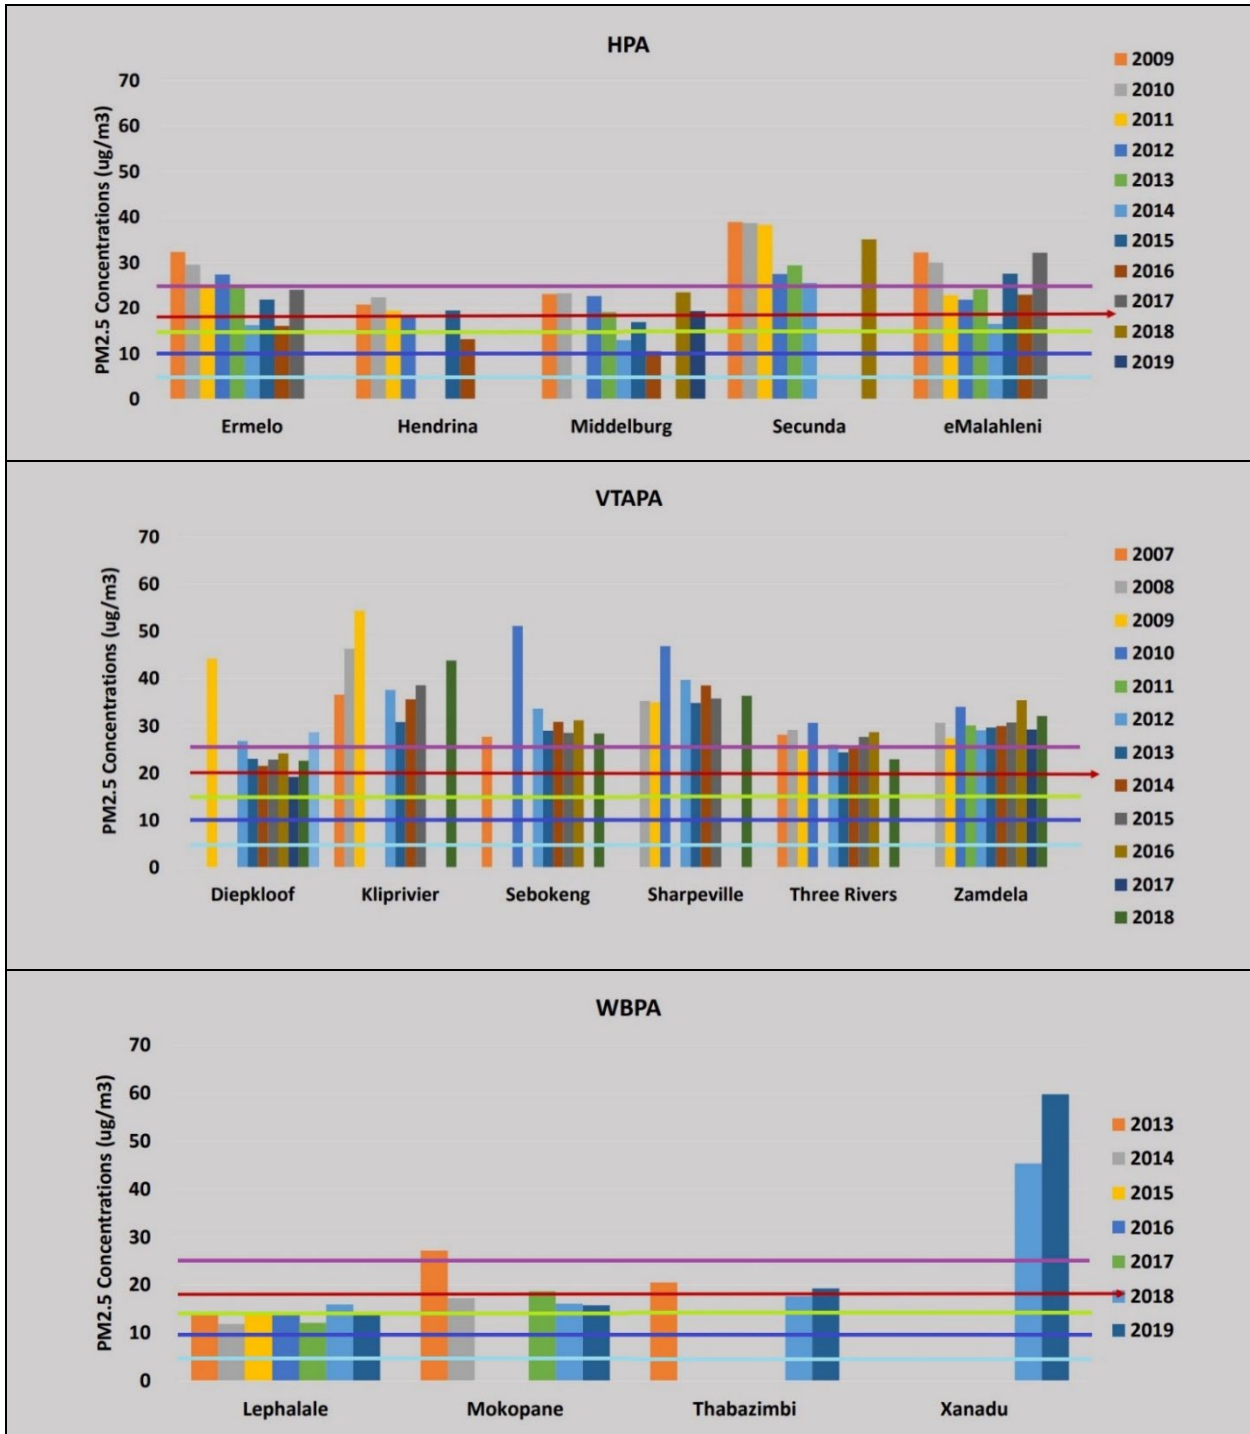 HPA
PM2.5 Concentrations (ug/m3)
70
60
50
40
30
20
10
0
Ermelo
Hendrina
Middelburg
Secunda
eMalahleni
2009
2010
2011
2012
2013
2014
2015
2016
2017
2018
2019
VTAPA
PM2.5 Concentrations (ug/m3)
70
60
50
40
30
20
10
0
Diepkloof
Kliprivier
Sebokeng
Sharpeville
Three Rivers
Zamdela
2007
2008
2009
2010
2011
2012
2013
2014
2015
2016
2017
2018
WBPA
PM2.5 Concentrations (ug/m3)
70
60
50
40
30
20
10
0
Lephalale
Mokopane
Thabazimbi
Xanadu
2013
2014
2015
2016
2017
2018
2019